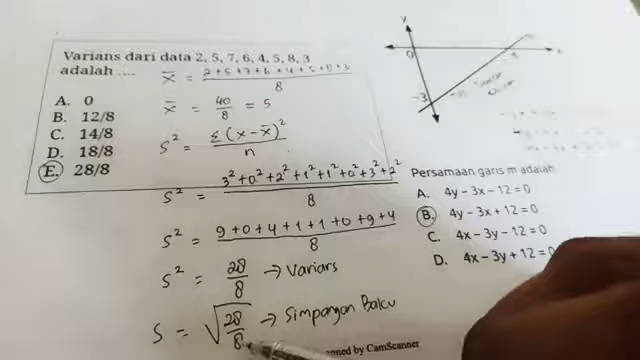 Varians dari data 2, 5, 7, 6, 4, 5, 8, 3
adalah ....
x̄ = 2+5+7+6+4+5+8+3 / 8
A. 0
B. 12/8
C. 14/8
D. 18/8
E. 28/8
x̄ = 40/8 = 5
s² = Σ(x-x̄)² / n
s² = 3²+0²+2²+1²+1²+0²+3²+2² / 8
s² = 9+0+4+1+1+0+9+4 / 8
s² = 28/8 → Varians
s = √28/8 → Simpangan Baku
y
0
x
-3
Persamaan garis m adalah
A. 4y - 3x - 12 = 0
B. 4y - 3x + 12 = 0
C. 4x - 3y - 12 = 0
D. 4x - 3y + 12 = 0
nned by CamScanner